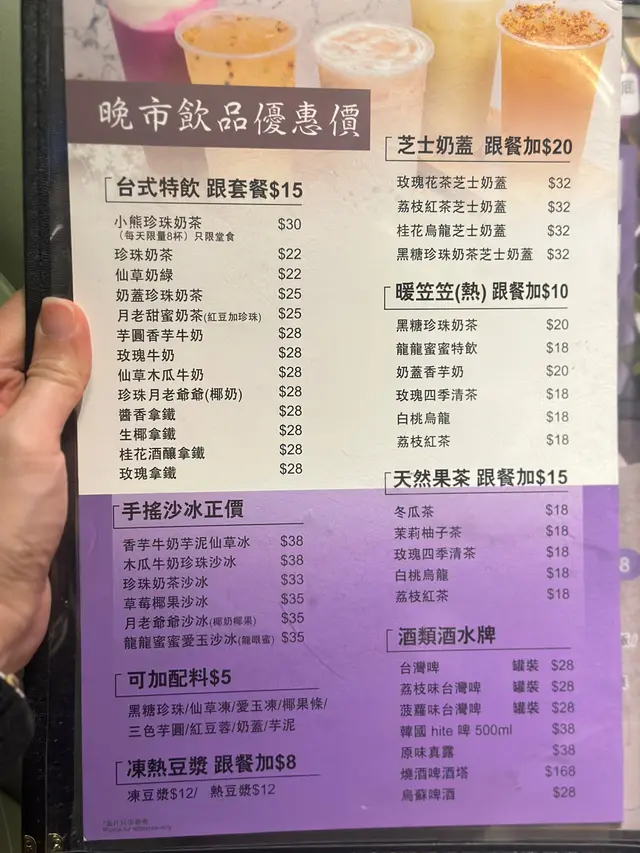 晚市飲品優惠價
台式特飲 跟套餐$15
小熊珍珠奶茶 $30
（每天限量8杯）只限堂食
珍珠奶茶 $22
仙草奶綠 $22
奶蓋珍珠奶茶 $25
月老甜蜜奶茶(紅豆加珍珠) $25
芋圓香芋牛奶 $28
玫瑰牛奶 $28
仙草木瓜牛奶 $28
珍珠月老爺爺(椰奶) $28
醬香拿鐵 $28
生椰拿鐵 $28
桂花酒釀拿鐵 $28
玫瑰拿鐵 $28
手搖沙冰正價
香芋牛奶芋泥仙草冰 $38
木瓜牛奶珍珠沙冰 $38
珍珠奶茶沙冰 $33
草莓椰果沙冰 $35
月老爺爺沙冰(椰奶椰果) $35
龍龍蜜蜜愛玉沙冰(龍眼蜜) $35
可加配料$5
黑糖珍珠/仙草凍/愛玉凍/椰果條/
三色芋圓/紅豆蓉/奶蓋/芋泥
凍熱豆漿 跟餐加$8
凍豆漿$12/ 熱豆漿$12
芝士奶蓋 跟餐加$20
玫瑰花茶芝士奶蓋 $32
荔枝紅茶芝士奶蓋 $32
桂花烏龍芝士奶蓋 $32
黑糖珍珠奶茶芝士奶蓋 $32
暖笠笠(熱) 跟餐加$10
黑糖珍珠奶茶 $20
龍龍蜜蜜特飲 $18
奶蓋香芋奶 $20
玫瑰四季清茶 $18
白桃烏龍 $18
荔枝紅茶 $18
天然果茶 跟餐加$15
冬瓜茶 $18
茉莉柚子茶 $18
玫瑰四季清茶 $18
白桃烏龍 $18
荔枝紅茶 $18
酒類酒水牌
台灣啤 罐裝 $28
荔枝味台灣啤 罐裝 $28
菠蘿味台灣啤 罐裝 $28
韓國 hite 啤 500ml $38
原味真露 $38
燒酒啤酒塔 $168
烏蘇啤酒 $28